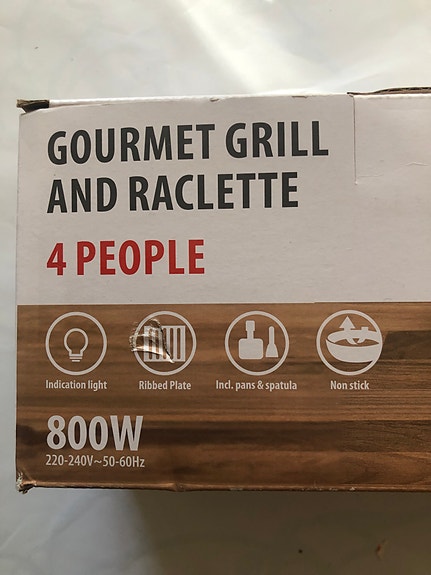 GOURMET GRILL
AND RACLETTE
4 PEOPLE
Indication light
Ribbed Plate
Incl. pans & spatula
Non stick
800W
220-240V~50-60Hz